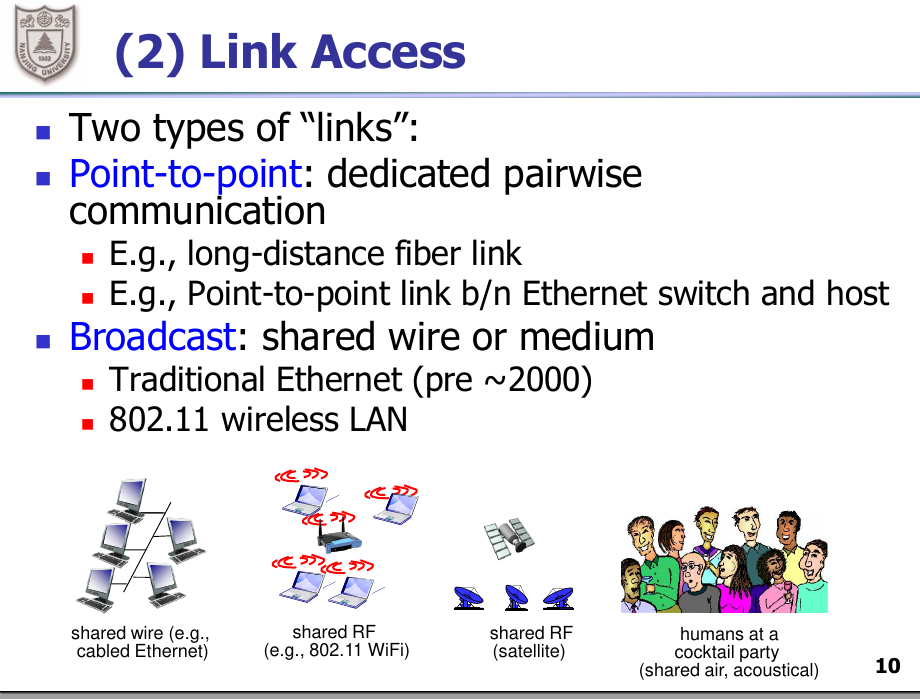 NANJING UNIVERSITY
1902
(2) Link Access
Two types of “links”:
Point-to-point: dedicated pairwise
communication
E.g., long-distance fiber link
E.g., Point-to-point link b/n Ethernet switch and host
Broadcast: shared wire or medium
Traditional Ethernet (pre ~2000)
802.11 wireless LAN
shared wire (e.g.,
cabled Ethernet)
shared RF
(e.g., 802.11 WiFi)
shared RF
(satellite)
humans at a
cocktail party
(shared air, acoustical)
10